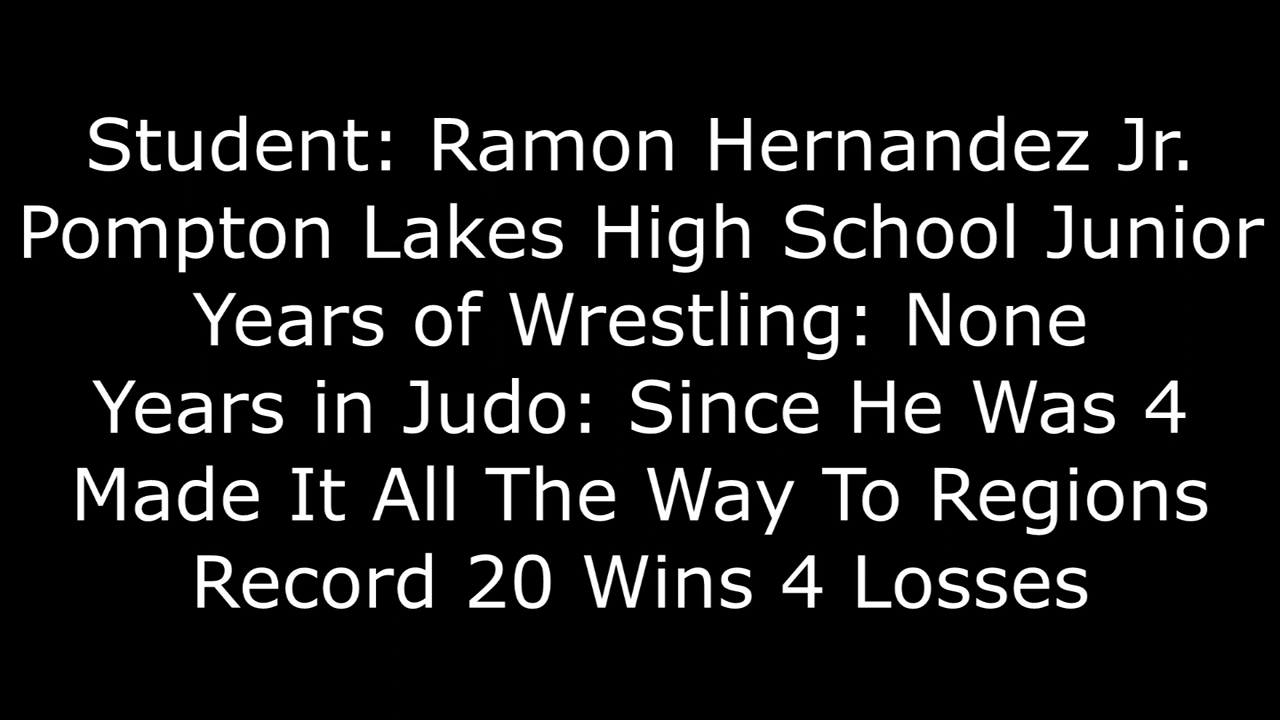 Student: Ramon Hernandez Jr.
Pompton Lakes High School Junior
Years of Wrestling: None
Years in Judo: Since He Was 4
Made It All The Way To Regions
Record 20 Wins 4 Losses